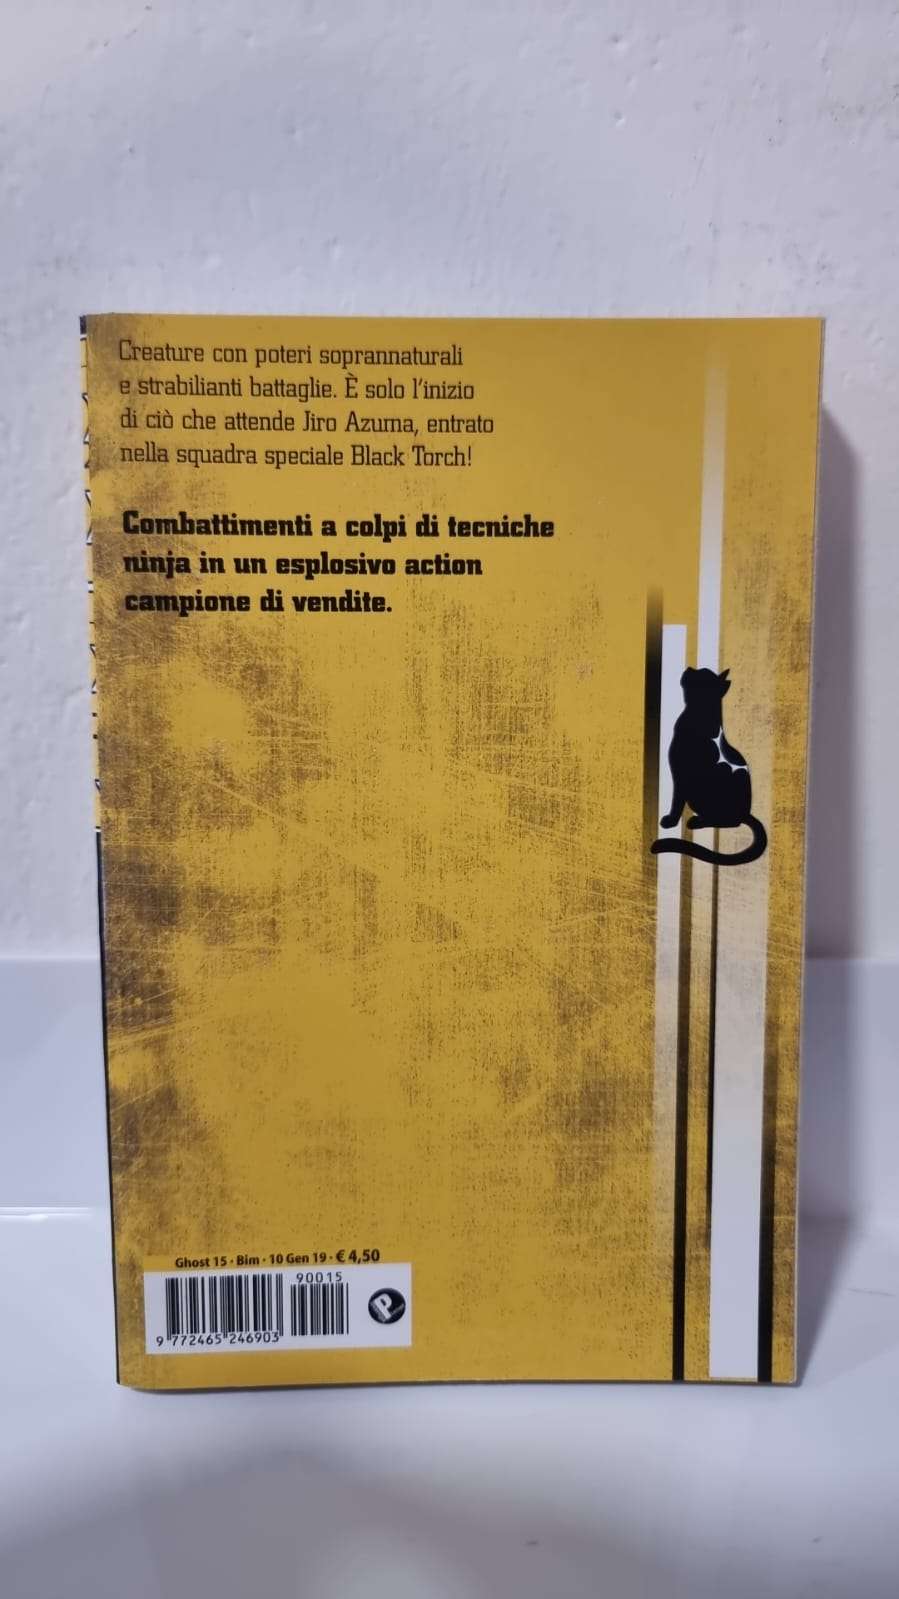 Creature con poteri soprannaturali
e strabilianti battaglie. È solo l'inizio
di ciò che attende Jiro Azuma, entrato
nella squadra speciale Black Torch!
Combattimenti a colpi di tecniche
ninja in un esplosivo action
campione di vendite.
Ghost 15 · Bim · 10 Gen 19 · € 4,50
90015
9 772465 246903
P